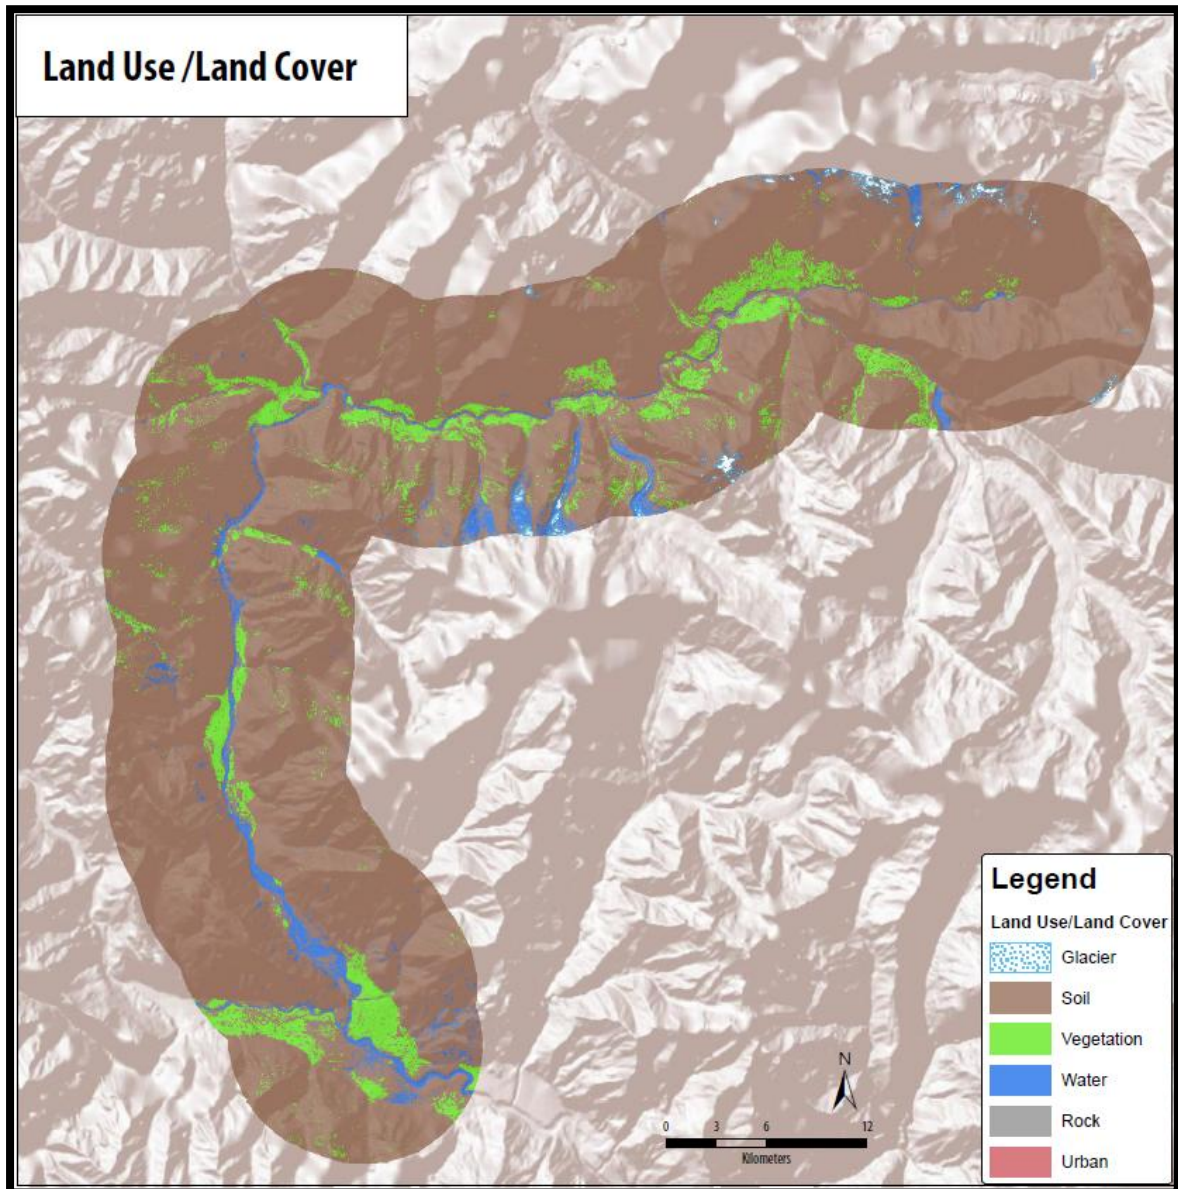 Land Use /Land Cover
Legend
Land Use/Land Cover
Glacier
Soil
Vegetation
Water
Rock
Urban
N
0 3 6 12
Kilometers